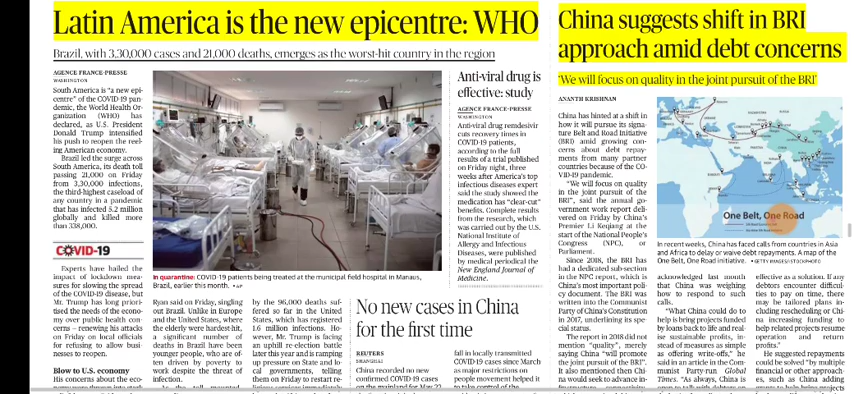 Latin America is the new epicentre: WHO
Brazil, with 3,30,000 cases and 21,000 deaths, emerges as the worst-hit country in the region
AGENCE FRANCE-PRESSE
WASHINGTON
South America is "a new epi-
centre" of the COVID-19 pan-
demic, the World Health Or-
ganization (WHO) has
declared, as U.S. President
Donald Trump intensified
his push to reopen the reel-
ing American economy.
Brazil led the surge across
South America, its death toll
passing 21,000 on Friday
from 3,30,000 infections,
the third-highest caseload of
any country in a pandemic
that has infected 5.2 million
globally and killed more
than 338,000.
COVID-19
Experts have hailed the
impact of lockdown mea-
sures for slowing the spread
of the COVID-19 disease, but
Mr. Trump has long priori-
tised the needs of the econo-
my over public health con-
cerns – renewing his attacks
on Friday on local officials
for refusing to allow busi-
nesses to reopen.
Blow to U.S. economy
His concerns about the eco-
In quarantine: COVID-19 patients being treated at the municipal field hospital in Manaus,
Brazil, earlier this month. • AP
Ryan said on Friday, singling
out Brazil. Unlike in Europe
and the United States, where
the elderly were hardest-hit,
a significant number of
deaths in Brazil have been
younger people, who are of-
ten driven by poverty to
work despite the threat of
infection.
by the 96,000 deaths suf-
fered so far in the United
States, which has registered
1.6 million infections. Ho-
wever, Mr. Trump is facing
an uphill re-election battle
later this year and is ramping
up pressure on State and lo-
cal governments, telling
them on Friday to restart re-
Anti-viral drug is
effective: study
AGENCE FRANCE-PRESSE
WASHINGTON
Anti-viral drug remdesivir
cuts recovery times in
COVID-19 patients,
according to the full
results of a trial published
on Friday night, three
weeks after America's top
infectious diseases expert
said the study showed the
medication has "clear-cut"
benefits. Complete results
from the research, which
was carried out by the U.S.
National Institute of
Allergy and Infectious
Diseases, were published
by medical periodical the
New England Journal of
Medicine.
No new cases in China
for the first time
REUTERS
SHANGHAI
China recorded no new
confirmed COVID-19 cases
on the mainland for May 22,
fall in locally transmitted
COVID-19 cases since March
as major restrictions on
people movement helped it
to take control of the
China suggests shift in BRI
approach amid debt concerns
'We will focus on quality in the joint pursuit of the BRI'
ANANTH KRISHNAN
China has hinted at a shift in
how it will pursue its signa-
ture Belt and Road Initiative
(BRI) amid growing con-
cerns about debt repay-
ments from many partner
countries because of the CO-
VID-19 pandemic.
"We will focus on quality
in the joint pursuit of the
BRI", said the annual gov-
ernment work report deli-
vered on Friday by China's
Premier Li Keqiang at the
start of the National People's
Congress (NPC), or
Parliament.
Since 2018, the BRI has
had a dedicated sub-section
in the NPC report, which is
China's most important poli-
cy document. The BRI was
written into the Communist
Party of China's Constitution
in 2017, underlining its spe-
cial status.
The report in 2018 did not
mention "quality", merely
saying China "will promote
the joint pursuit of the BRI".
It also mentioned then Chi-
na would seek to advance in-
One Belt, One Road
In recent weeks, China has faced calls from countries in Asia
and Africa to delay or waive debt repayments. A map of the
One Belt, One Road initiative. • GETTY IMAGES/ISTOCKPHOTO
acknowledged last month
that China was weighing
how to respond to such
calls.
"What China could do to
help is bring projects funded
by loans back to life and real-
ise sustainable profits, in-
stead of measures as simple
as offering write-offs," he
said in an article in the Com-
munist Party-run Global
Times. "As always, China is
effective as a solution. If any
debtors encounter difficul-
ties to pay on time, there
may be tailored plans in-
cluding rescheduling or Chi-
na increasing funding to
help related projects resume
operation and return
profits."
He suggested repayments
could be solved "by multiple
financial or other approach-
es, such as China adding